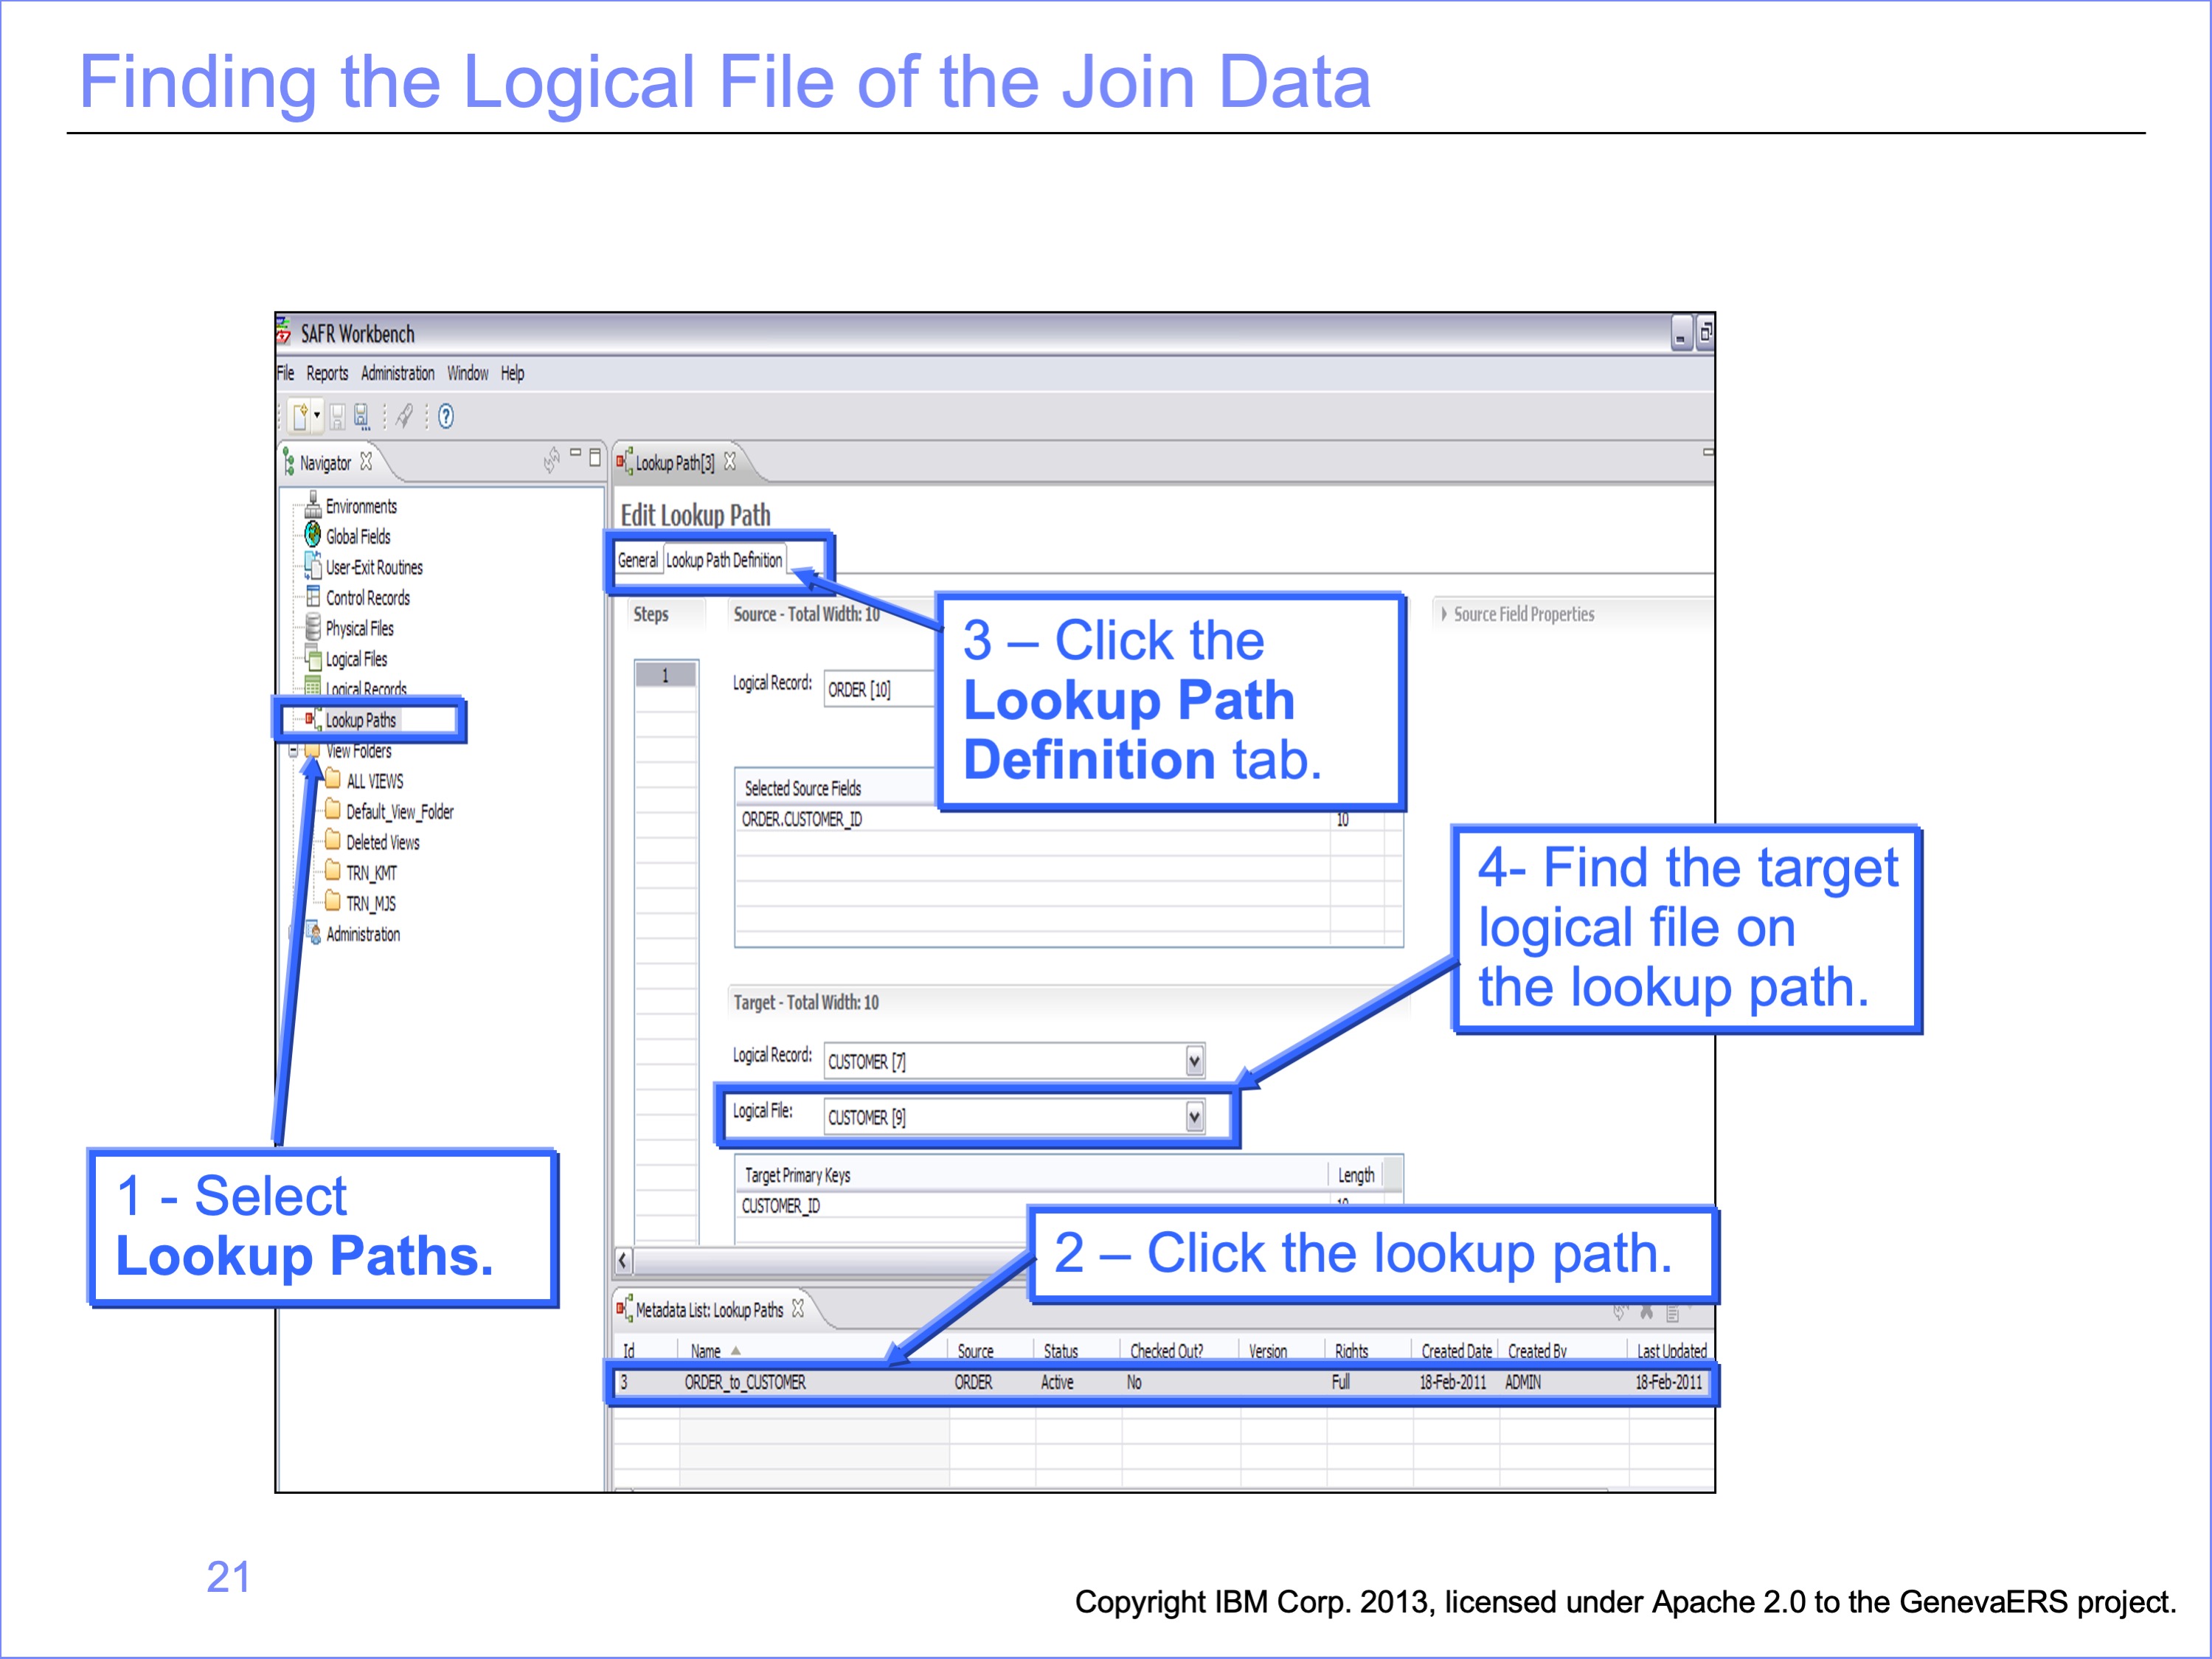 Finding the Logical File of the Join Data
SAFR Workbench
File Reports Administration Window Help
Navigator
Environments
Global Fields
User-Exit Routines
Control Records
Physical Files
Logical Files
Logical Records
Lookup Paths
View Folders
ALL VIEWS
Default_View_Folder
Deleted Views
TRN_KMT
TRN_MJS
Administration
1 - Select
Lookup Paths.
Lookup Path[3]
Edit Lookup Path
General Lookup Path Definition
Steps
1
Source - Total Width: 10
Source Field Properties
Logical Record: ORDER [10]
3 – Click the
Lookup Path
Definition tab.
Selected Source Fields
ORDER.CUSTOMER_ID 10
4- Find the target
logical file on
the lookup path.
Target - Total Width: 10
Logical Record: CUSTOMER [7]
Logical File: CUSTOMER [9]
Target Primary Keys Length
CUSTOMER_ID
2 – Click the lookup path.
Metadata List: Lookup Paths
Id Name Source Status Checked Out? Version Rights Created Date Created By Last Updated
3 ORDER_to_CUSTOMER ORDER Active No Full 18-Feb-2011 ADMIN 18-Feb-2011
21
Copyright IBM Corp. 2013, licensed under Apache 2.0 to the GenevaERS project.